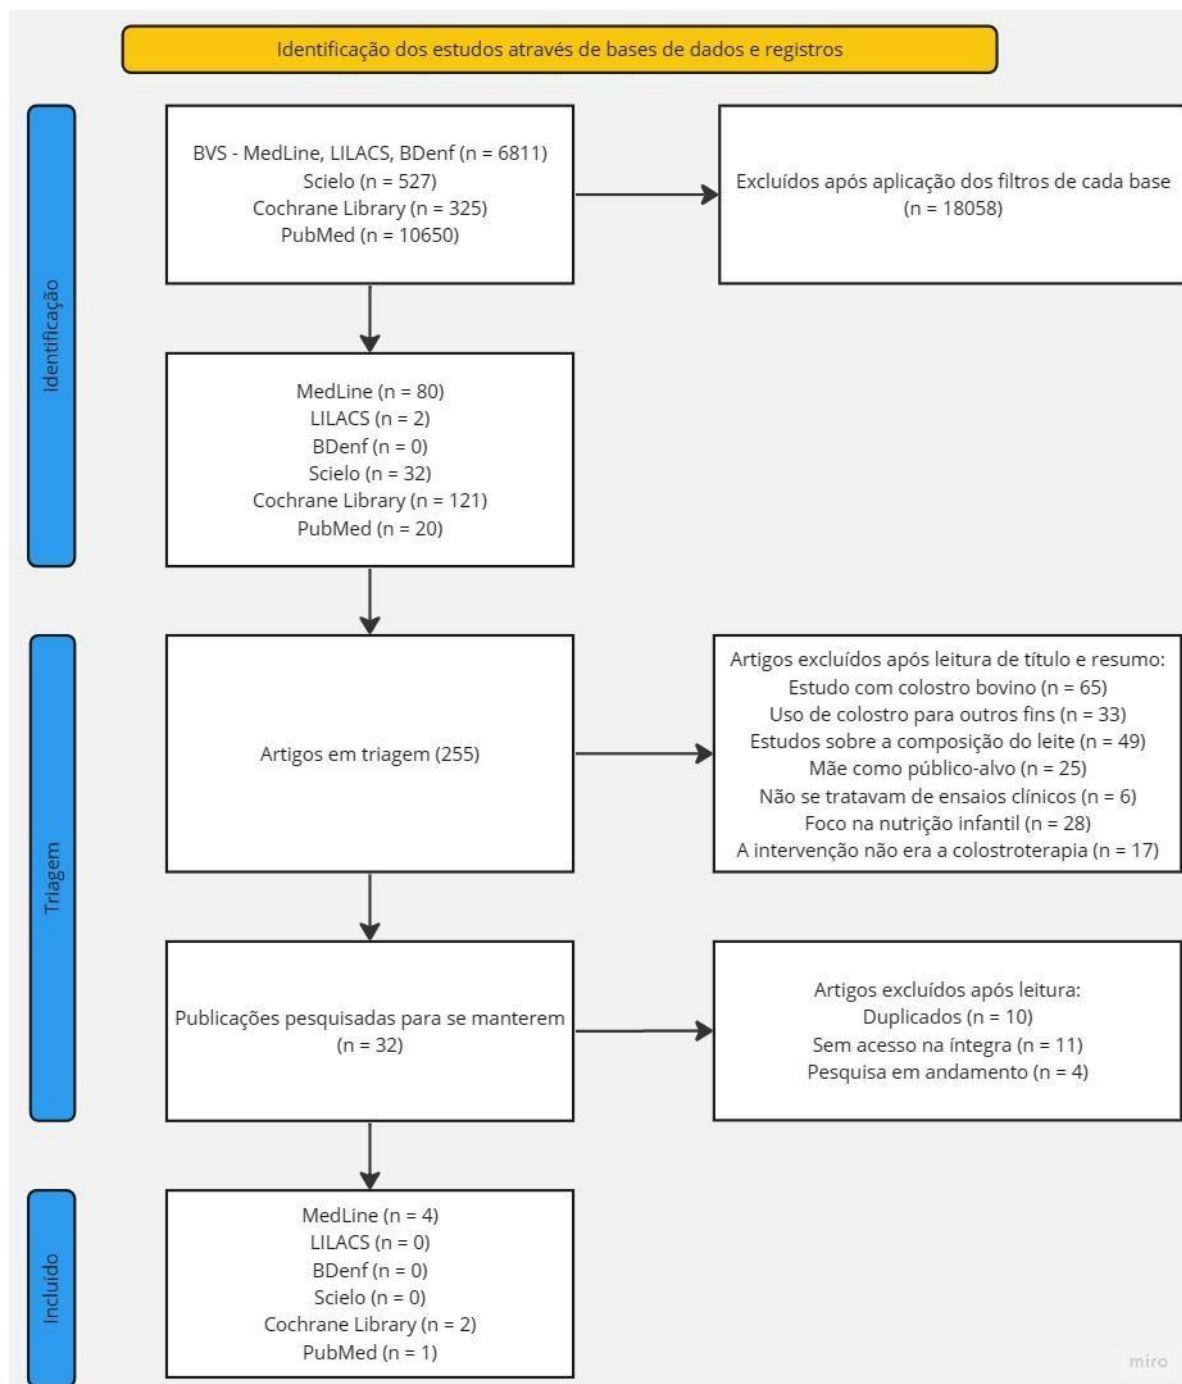 Identificação dos estudos através de bases de dados e registros
Identificação
BVS - MedLine, LILACS, BDenf (n = 6811)
Scielo (n = 527)
Cochrane Library (n = 325)
PubMed (n = 10650)
Excluídos após aplicação dos filtros de cada base
(n = 18058)
MedLine (n = 80)
LILACS (n = 2)
BDenf (n = 0)
Scielo (n = 32)
Cochrane Library (n = 121)
PubMed (n = 20)
Triagem
Artigos em triagem (255)
Artigos excluídos após leitura de título e resumo:
Estudo com colostro bovino (n = 65)
Uso de colostro para outros fins (n = 33)
Estudos sobre a composição do leite (n = 49)
Mãe como público-alvo (n = 25)
Não se tratavam de ensaios clínicos (n = 6)
Foco na nutrição infantil (n = 28)
A intervenção não era a colostroterapia (n = 17)
Publicações pesquisadas para se manterem
(n = 32)
Artigos excluídos após leitura:
Duplicados (n = 10)
Sem acesso na íntegra (n = 11)
Pesquisa em andamento (n = 4)
Incluído
MedLine (n = 4)
LILACS (n = 0)
BDenf (n = 0)
Scielo (n = 0)
Cochrane Library (n = 2)
PubMed (n = 1)
miro